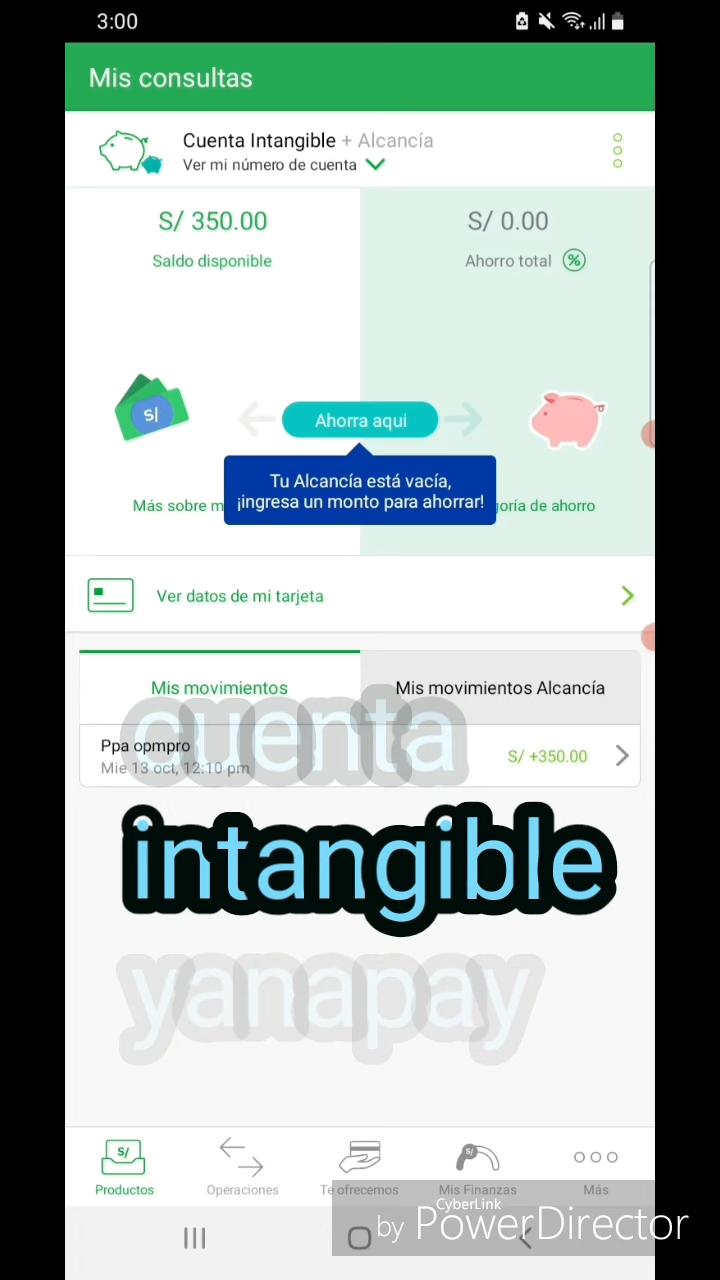 3:00
Mis consultas
Cuenta Intangible + Alcancía
Ver mi número de cuenta
S/ 350.00
S/ 0.00
Saldo disponible
Ahorro total %
S/
Ahorra aqui
Tu Alcancía está vacía,
¡ingresa un monto para ahorrar!
Más sobre m
goría de ahorro
Ver datos de mi tarjeta
Mis movimientos
Mis movimientos Alcancía
cuenta
Ppa opmpro
S/ +350.00
Mie 13 oct, 12:10 pm
intangible
yanapay
S/
S/
Productos
Operaciones
Te ofrecemos
Mis Finanzas
Más
CyberLink
by PowerDirector